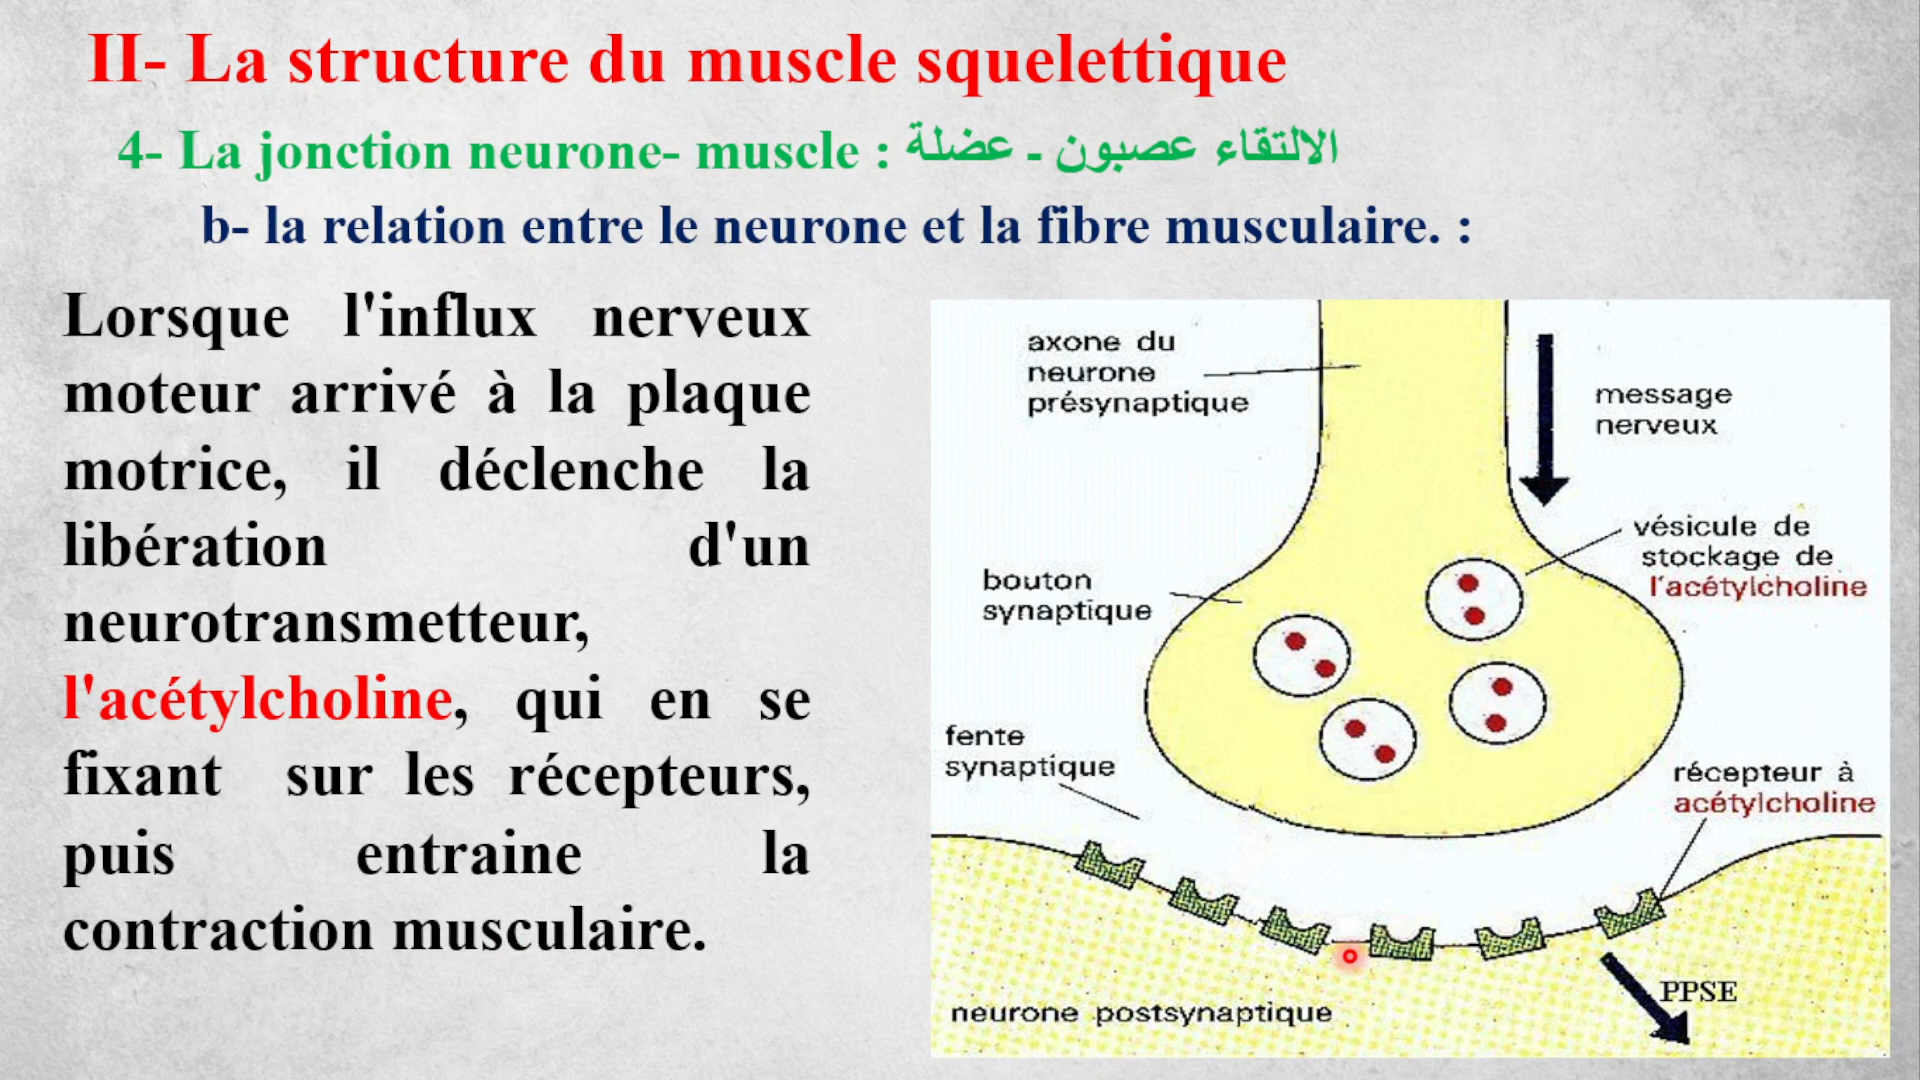 II- La structure du muscle squelettique
4- La jonction neurone- muscle : الالتقاء عصبون - عضلة
b- la relation entre le neurone et la fibre musculaire. :
Lorsque l'influx nerveux
moteur arrivé à la plaque
motrice, il déclenche la
libération d'un
neurotransmetteur,
l'acétylcholine, qui en se
fixant sur les récepteurs,
puis entraine la
contraction musculaire.
axone du
neurone
présynaptique
message
nerveux
vésicule de
stockage de
l'acétylcholine
bouton
synaptique
fente
synaptique
récepteur à
acétylcholine
PPSE
neurone postsynaptique